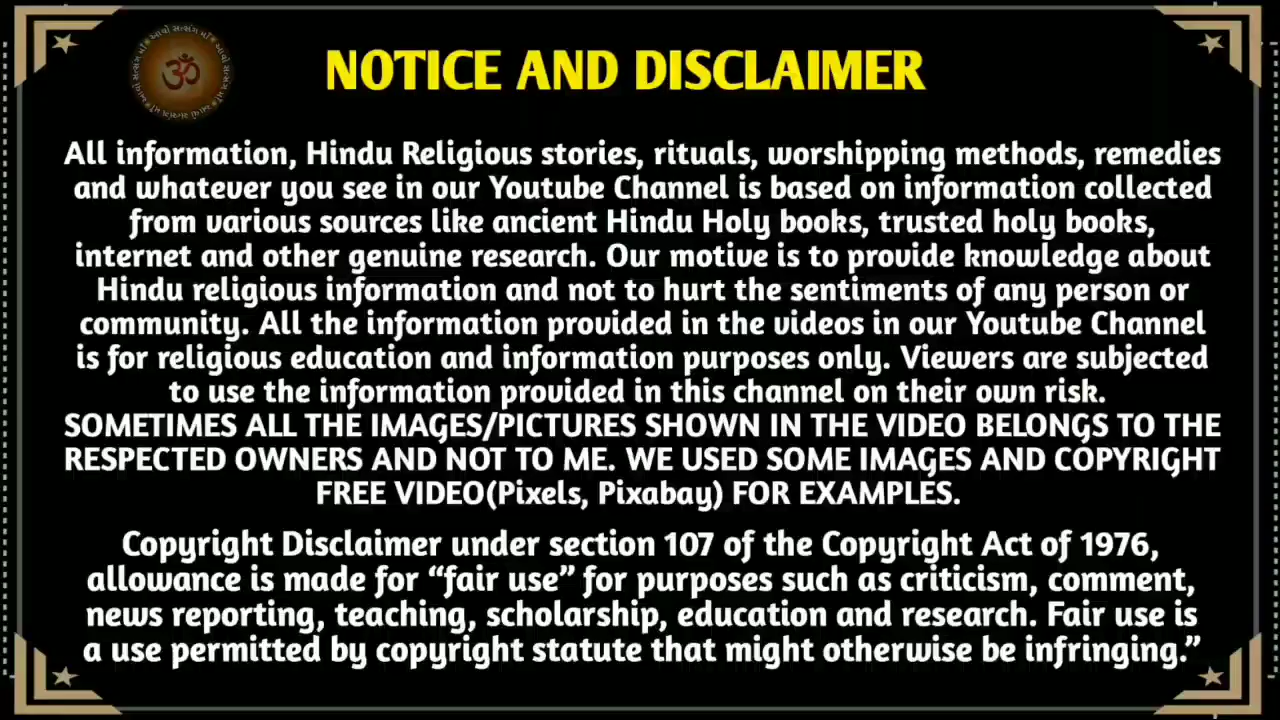 ૐ
આવો સત્સંગ માં
NOTICE AND DISCLAIMER
All information, Hindu Religious stories, rituals, worshipping methods, remedies
and whatever you see in our Youtube Channel is based on information collected
from various sources like ancient Hindu Holy books, trusted holy books,
internet and other genuine research. Our motive is to provide knowledge about
Hindu religious information and not to hurt the sentiments of any person or
community. All the information provided in the videos in our Youtube Channel
is for religious education and information purposes only. Viewers are subjected
to use the information provided in this channel on their own risk.
SOMETIMES ALL THE IMAGES/PICTURES SHOWN IN THE VIDEO BELONGS TO THE
RESPECTED OWNERS AND NOT TO ME. WE USED SOME IMAGES AND COPYRIGHT
FREE VIDEO(Pixels, Pixabay) FOR EXAMPLES.
Copyright Disclaimer under section 107 of the Copyright Act of 1976,
allowance is made for “fair use” for purposes such as criticism, comment,
news reporting, teaching, scholarship, education and research. Fair use is
a use permitted by copyright statute that might otherwise be infringing.”